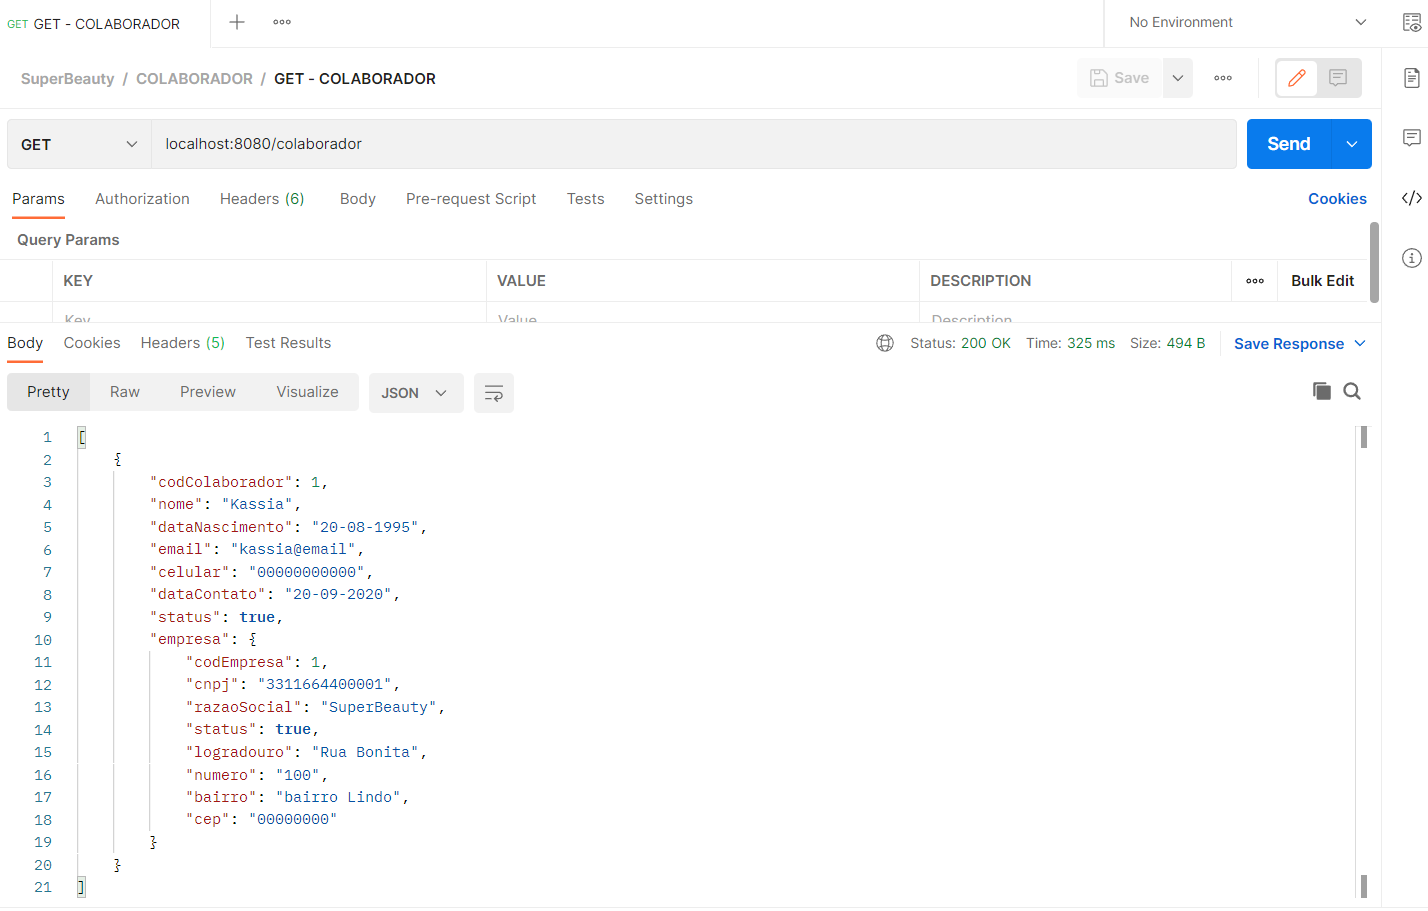 GET GET - COLABORADOR
No Environment
SuperBeauty / COLABORADOR / GET - COLABORADOR
Save
GET
localhost:8080/colaborador
Send
Params Authorization Headers (6) Body Pre-request Script Tests Settings Cookies
Query Params
KEY VALUE DESCRIPTION Bulk Edit
Key Value Description
Body Cookies Headers (5) Test Results Status: 200 OK Time: 325 ms Size: 494 B Save Response
Pretty Raw Preview Visualize JSON
1 [
2 {
3 "codColaborador": 1,
4 "nome": "Kassia",
5 "dataNascimento": "20-08-1995",
6 "email": "kassia@email",
7 "celular": "00000000000",
8 "dataContato": "20-09-2020",
9 "status": true,
10 "empresa": {
11 "codEmpresa": 1,
12 "cnpj": "3311664400001",
13 "razaoSocial": "SuperBeauty",
14 "status": true,
15 "logradouro": "Rua Bonita",
16 "numero": "100",
17 "bairro": "bairro Lindo",
18 "cep": "00000000"
19 }
20 }
21 ]